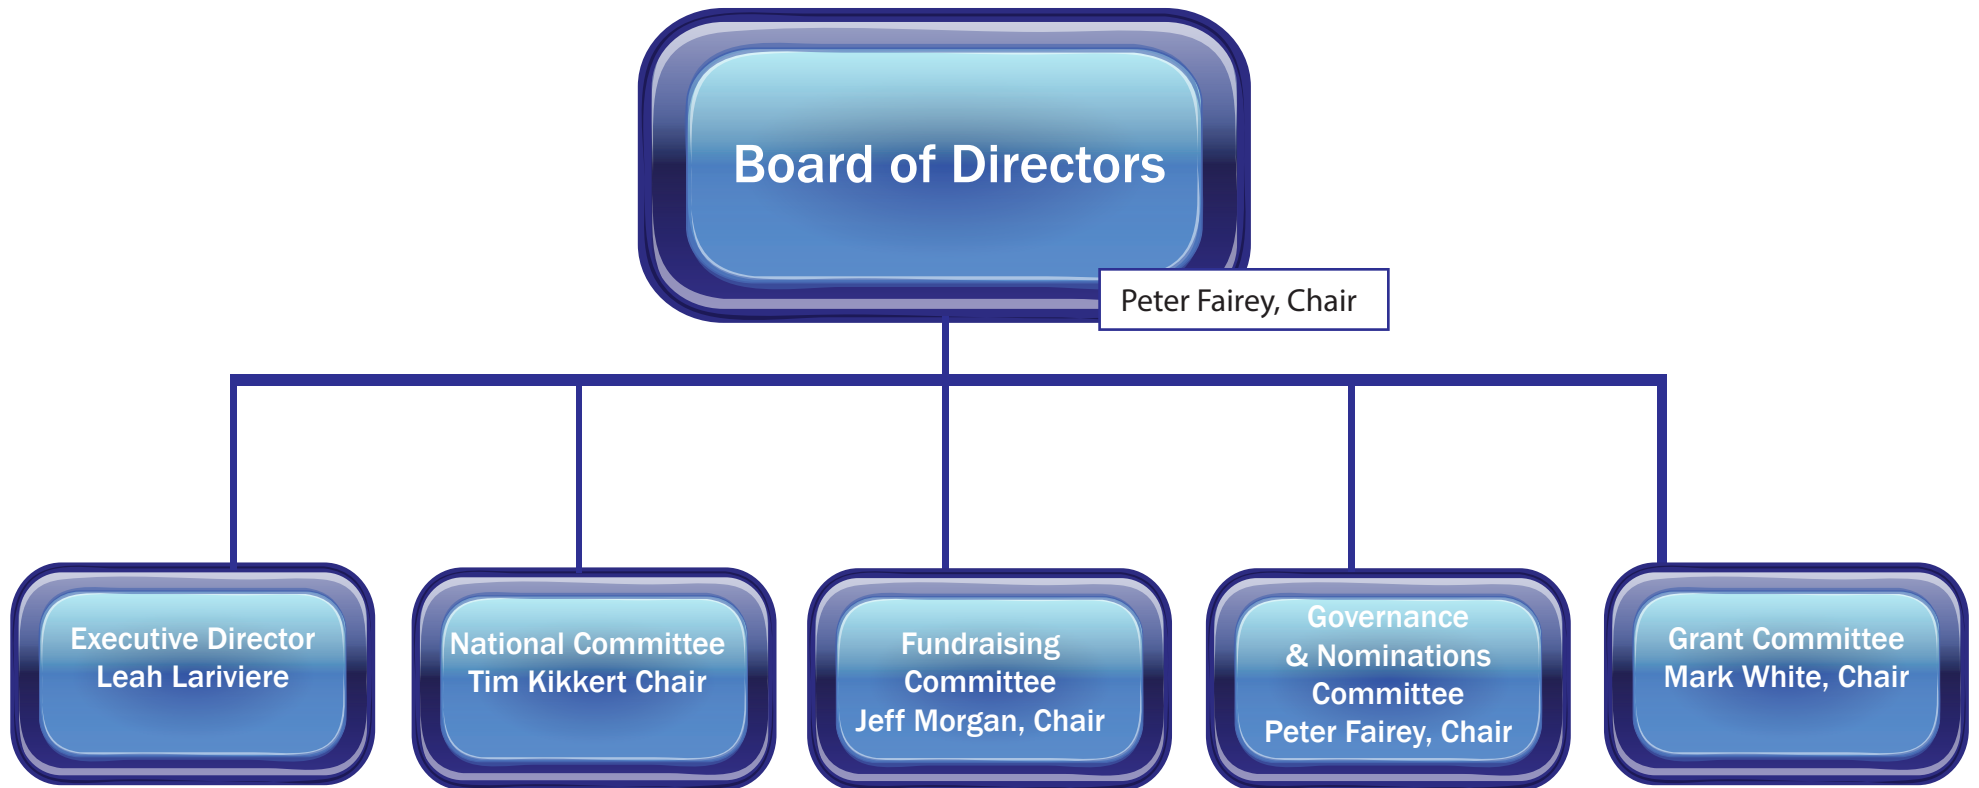 Board of Directors
Peter Fairey, Chair
Executive Director
Leah Lariviere
National Committee
Tim Kikkert Chair
Fundraising
Committee
Jeff Morgan, Chair
Governance
& Nominations
Committee
Peter Fairey, Chair
Grant Committee
Mark White, Chair